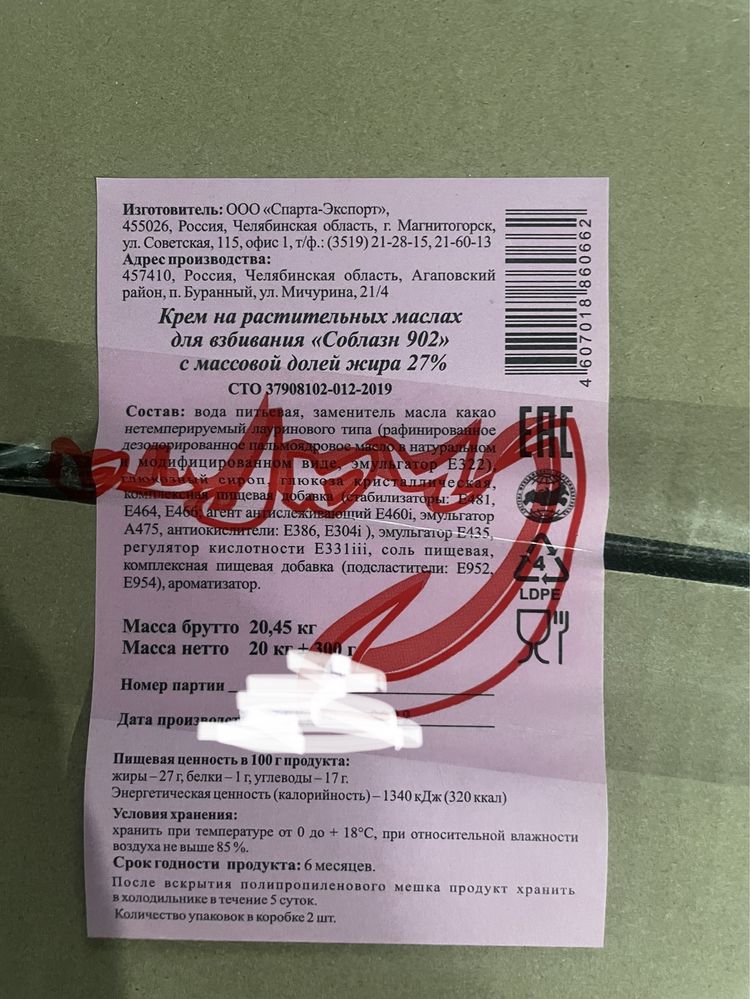 Изготовитель: ООО «Спарта-Экспорт»,
455026, Россия, Челябинская область, г. Магнитогорск,
ул. Советская, 115, офис 1, т/ф.: (3519) 21-28-15, 21-60-13
Адрес производства:
457410, Россия, Челябинская область, Агаповский
район, п. Буранный, ул. Мичурина, 21/4
4 607018 860662
Крем на растительных маслах
для взбивания «Соблазн 902»
с массовой долей жира 27%
СТО 37908102-012-2019
Состав: вода питьевая, заменитель масла какао
нетемперируемый лауринового типа (рафинированное
дезодорированное пальмоядровое масло в натуральном
и модифицированном виде, эмульгатор Е322),
глюкозный сироп, глюкоза кристаллическая,
комплексная пищевая добавка (стабилизаторы: Е481,
Е464, Е466, агент антислеживающий Е460i, эмульгатор
А475, антиокислители: Е386, Е304i ), эмульгатор Е435,
регулятор кислотности Е331iii, соль пищевая,
комплексная пищевая добавка (подсластители: Е952,
Е954), ароматизатор.
ЕАС
4
LDPE
Масса брутто 20,45 кг
Масса нетто 20 кг ± 300 г
Номер партии
Дата
Пищевая ценность в 100 г продукта:
жиры – 27 г, белки – 1 г, углеводы – 17 г.
Энергетическая ценность (калорийность) – 1340 кДж (320 ккал)
Условия хранения:
хранить при температуре от 0 до + 18°С, при относительной влажности
воздуха не выше 85 %.
Срок годности продукта: 6 месяцев.
После вскрытия полипропиленового мешка продукт хранить
в холодильнике в течение 5 суток.
Количество упаковок в коробке 2 шт.